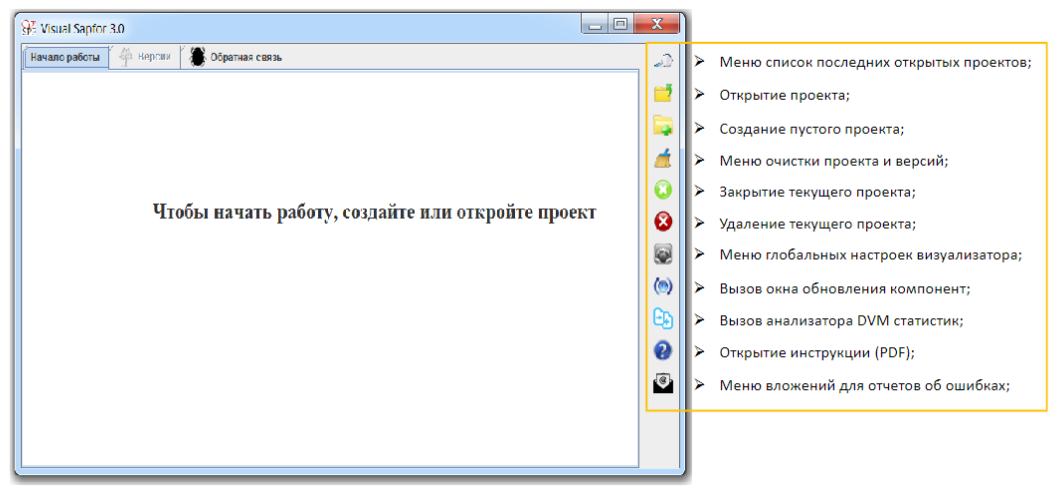 Visual Sapfor 3.0
Начало работы Версии Обратная связь
Чтобы начать работу, создайте или откройте проект
Меню список последних открытых проектов;
Открытие проекта;
Создание пустого проекта;
Меню очистки проекта и версий;
Закрытие текущего проекта;
Удаление текущего проекта;
Меню глобальных настроек визуализатора;
Вызов окна обновления компонент;
Вызов анализатора DVM статистик;
Открытие инструкции (PDF);
Меню вложений для отчетов об ошибках;